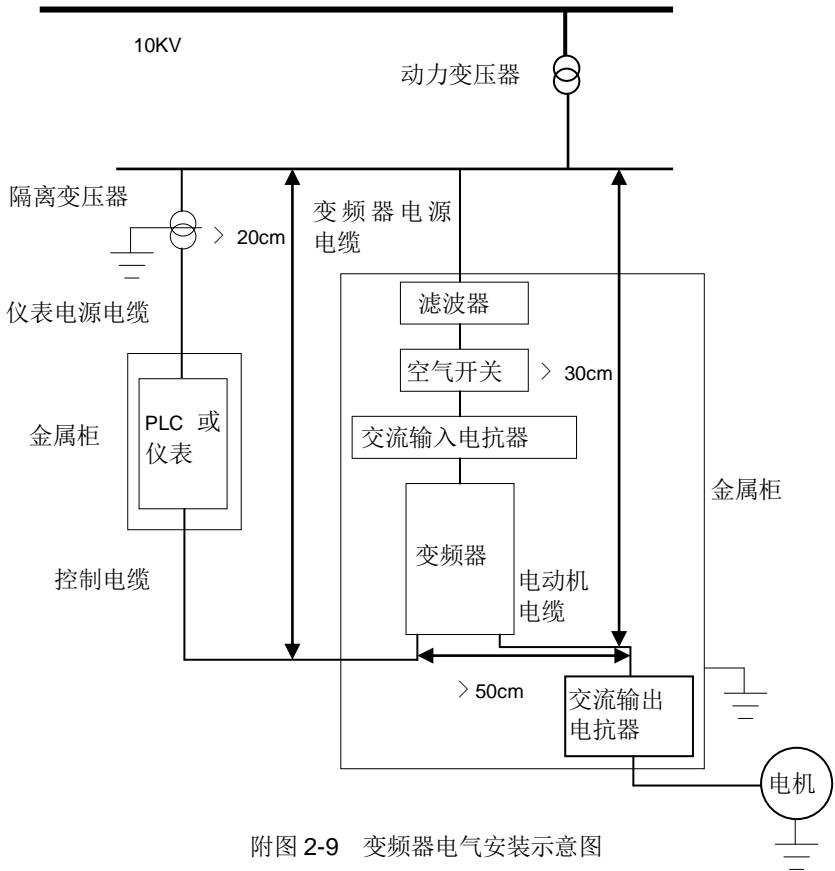 10KV
动力变压器
隔离变压器
变频器电源
电缆
﹥20cm
仪表电源电缆
滤波器
空气开关
﹥30cm
PLC 或
仪表
金属柜
交流输入电抗器
金属柜
变频器
控制电缆
电动机
电缆
﹥50cm
交流输出
电抗器
电机
附图 2-9 变频器电气安装示意图